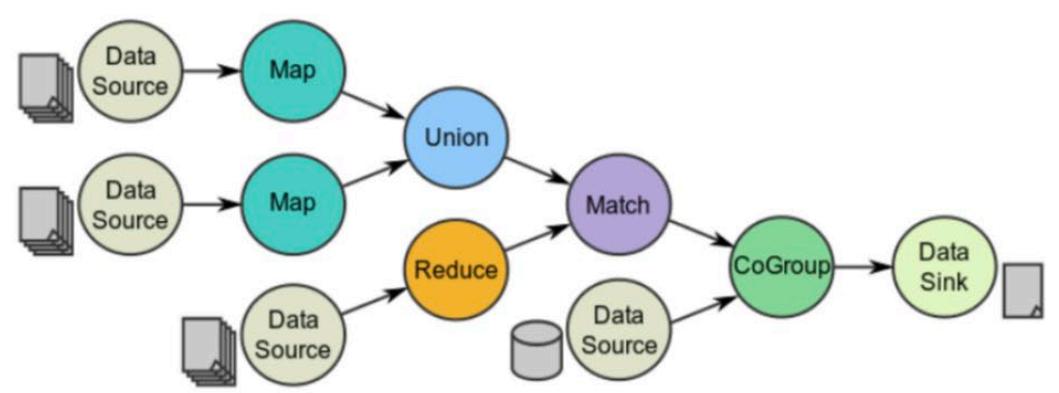 Data
Source
Map
Union
Data
Source
Map
Match
Reduce
CoGroup
Data
Sink
Data
Source
Data
Source